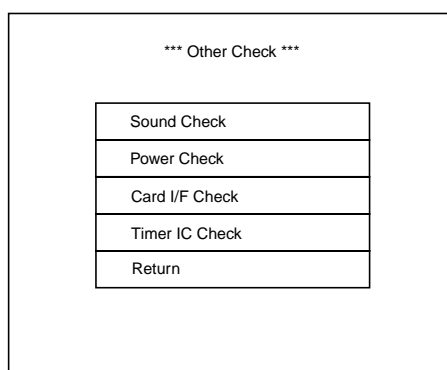 *** Other Check ***
Sound Check
Power Check
Card I/F Check
Timer IC Check
Return